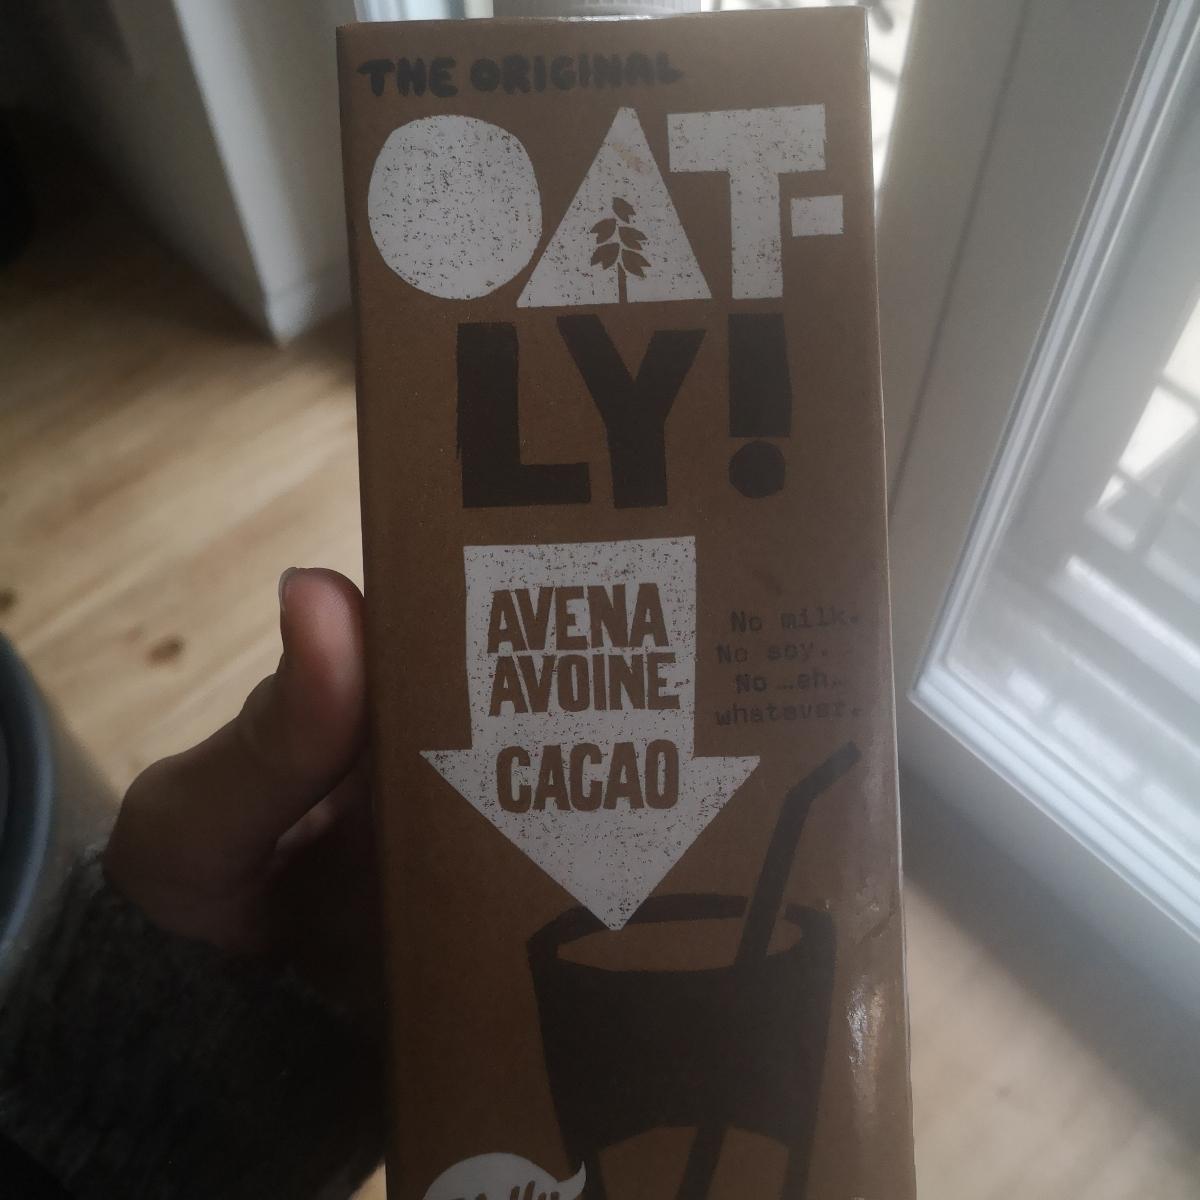 THE ORIGINAL
OAT-
LY!
AVENA
AVOINE
CACAO
No milk.
No soy.
No …eh…
whatever.